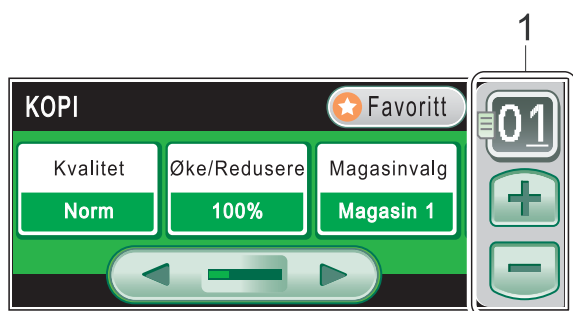 1
KOPI
Favoritt
01
Kvalitet
Øke/Redusere
Magasinvalg
Norm
100%
Magasin 1